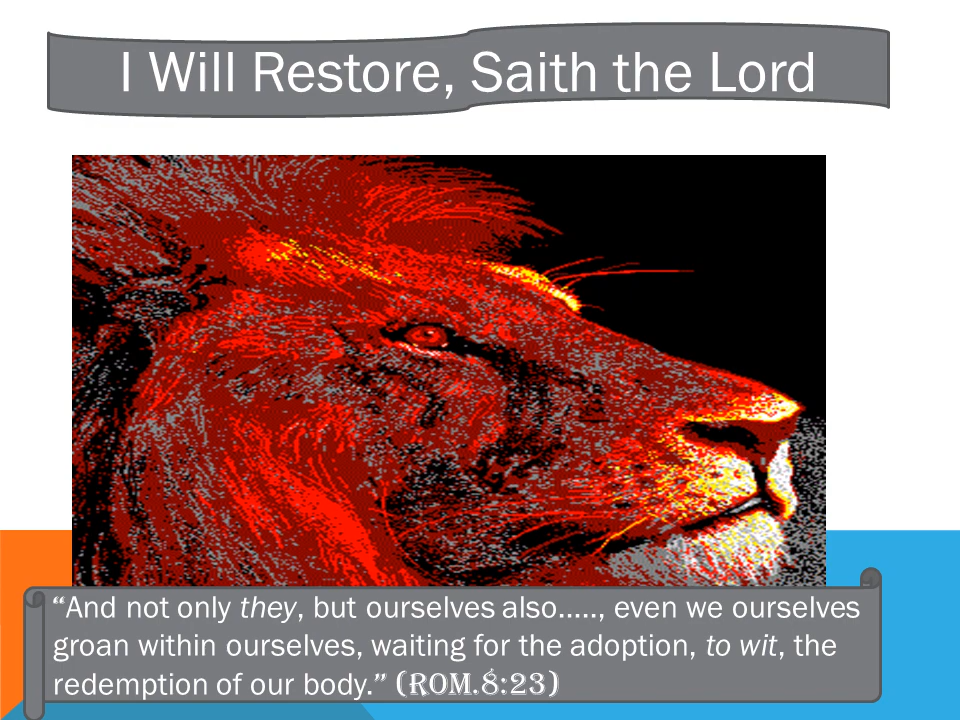 I Will Restore, Saith the Lord
“And not only they, but ourselves also....., even we ourselves
groan within ourselves, waiting for the adoption, to wit, the
redemption of our body.” (Rom.8:23)